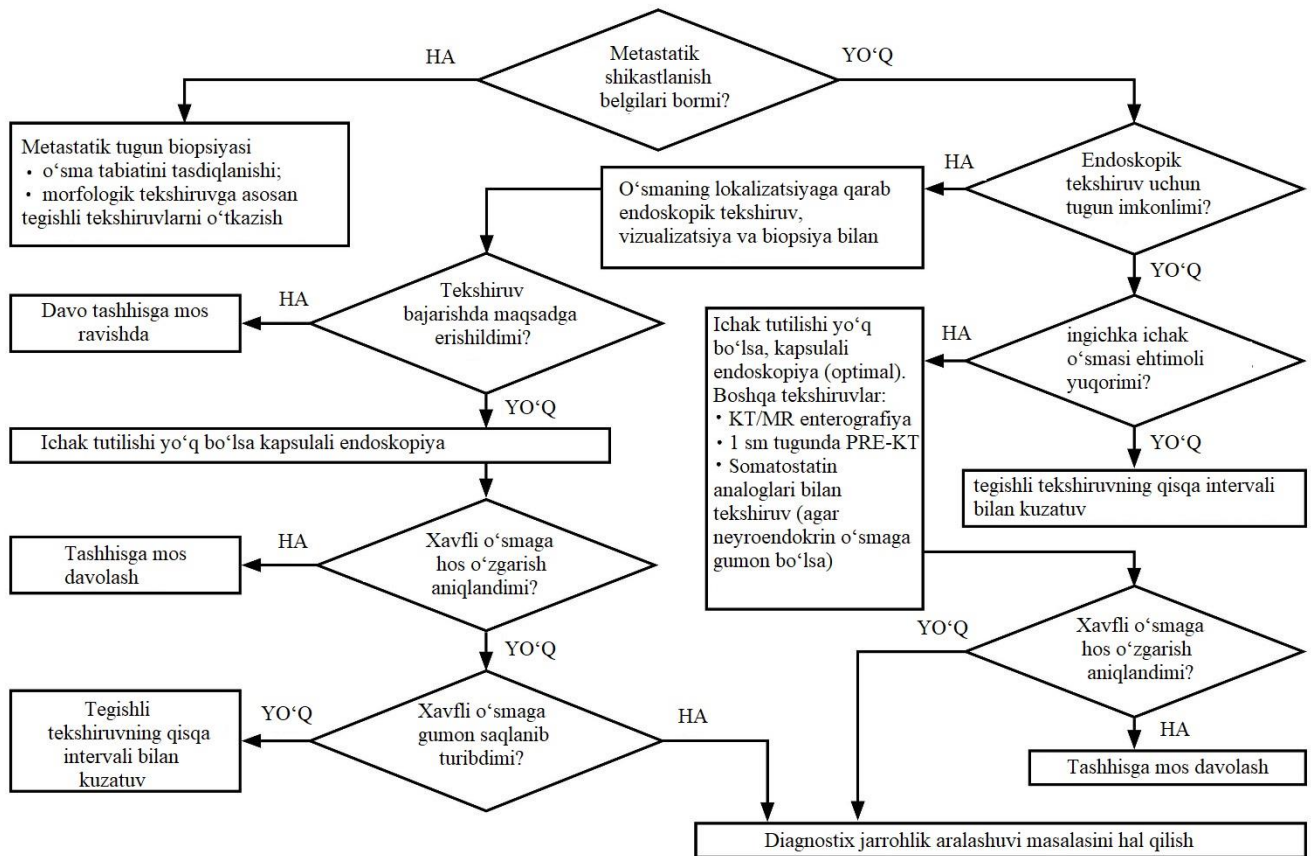 HA
Metastatik
shikastlanish
belgilari bormi?
YO‘Q
Metastatik tugun biopsiyasi
• o‘sma tabiatini tasdiqlanishi;
• morfologik tekshiruvga asosan
tegishli tekshiruvlarni o‘tkazish
O‘smaning lokalizatsiyaga qarab
endoskopik tekshiruv,
vizualizatsiya va biopsiya bilan
HA
Endoskopik
tekshiruv uchun
tugun imkonlimi?
YO‘Q
Davo tashhisga mos
ravishda
HA
Tekshiruv
bajarishda maqsadga
erishildimi?
YO‘Q
Ichak tutilishi yo‘q
bo‘lsa, kapsulali
endoskopiya (optimal).
Boshqa tekshiruvlar:
• KT/MR enterografiya
• 1 sm tugunda PRE-KT
• Somatostatin
analoglari bilan
tekshiruv (agar
neyroendokrin o‘smaga
gumon bo‘lsa)
HA
ingichka ichak
o‘smasi ehtimoli
yuqorimi?
YO‘Q
tegishli tekshiruvning qisqa intervali
bilan kuzatuv
Ichak tutilishi yo‘q bo‘lsa kapsulali endoskopiya
Tashhisga mos
davolash
HA
Xavfli o‘smaga
hos o‘zgarish
aniqlandimi?
YO‘Q
YO‘Q
Xavfli o‘smaga
hos o‘zgarish
aniqlandimi?
HA
Tashhisga mos davolash
Tegishli
tekshiruvning qisqa
intervali bilan
kuzatuv
YO‘Q
Xavfli o‘smaga
gumon saqlanib
turibdimi?
HA
Diagnostix jarrohlik aralashuvi masalasini hal qilish